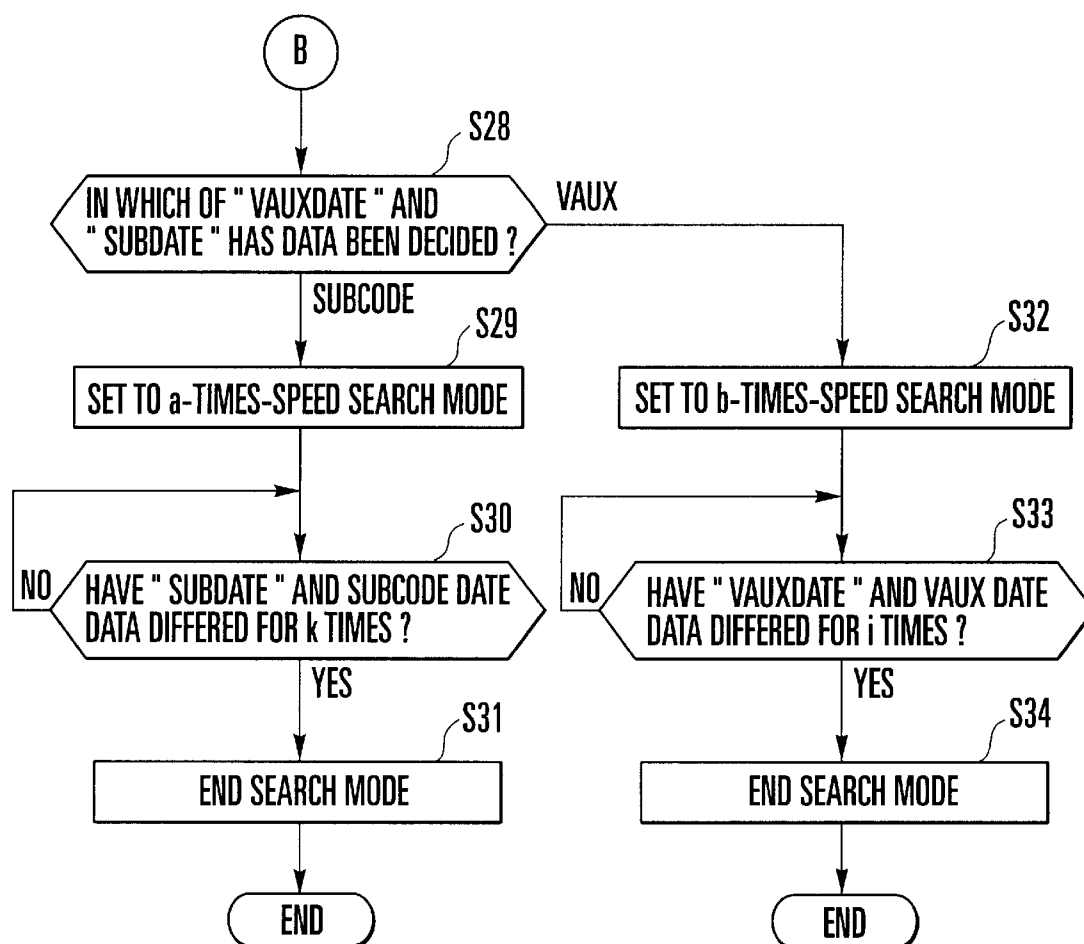 B
S28
IN WHICH OF " VAUXDATE " AND
" SUBDATE " HAS DATA BEEN DECIDED ?
VAUX
SUBCODE
S29
SET TO a-TIMES-SPEED SEARCH MODE
S32
SET TO b-TIMES-SPEED SEARCH MODE
S30
NO
HAVE " SUBDATE " AND SUBCODE DATE
DATA DIFFERED FOR k TIMES ?
YES
S33
NO
HAVE " VAUXDATE " AND VAUX DATE
DATA DIFFERED FOR i TIMES ?
YES
S31
END SEARCH MODE
S34
END SEARCH MODE
END
END